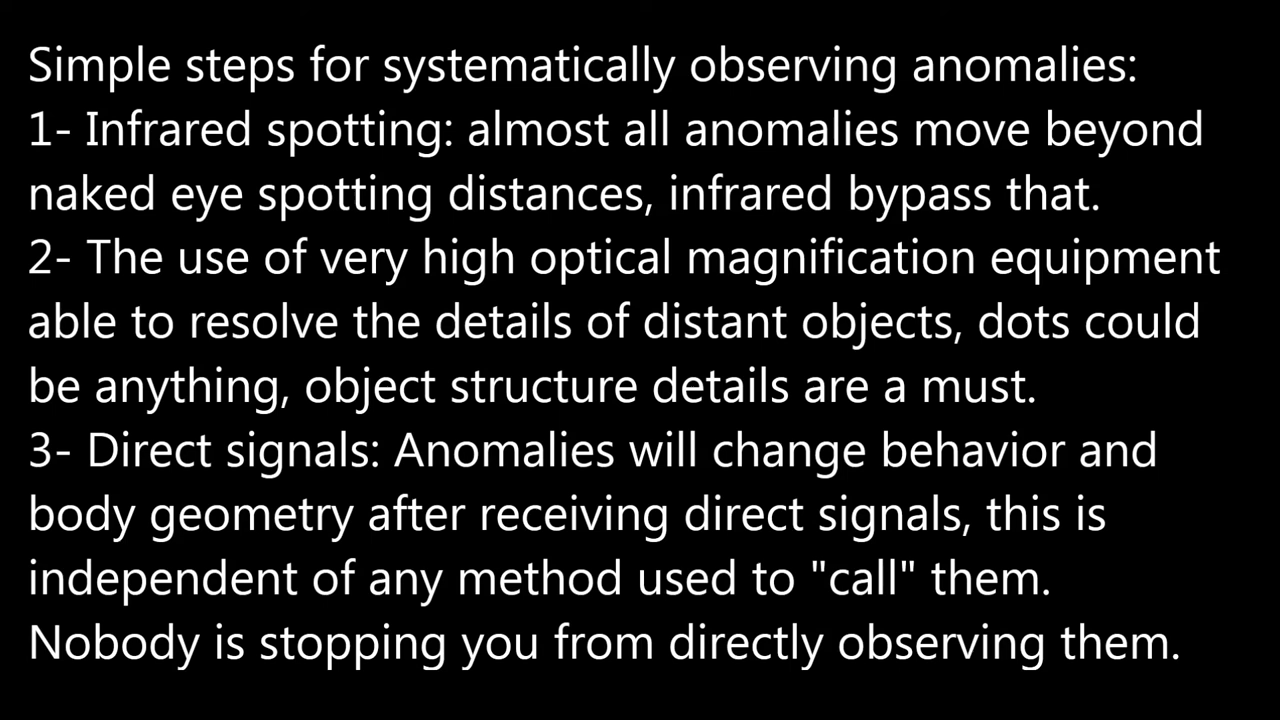 Simple steps for systematically observing anomalies:
1- Infrared spotting: almost all anomalies move beyond
naked eye spotting distances, infrared bypass that.
2- The use of very high optical magnification equipment
able to resolve the details of distant objects, dots could
be anything, object structure details are a must.
3- Direct signals: Anomalies will change behavior and
body geometry after receiving direct signals, this is
independent of any method used to "call" them.
Nobody is stopping you from directly observing them.